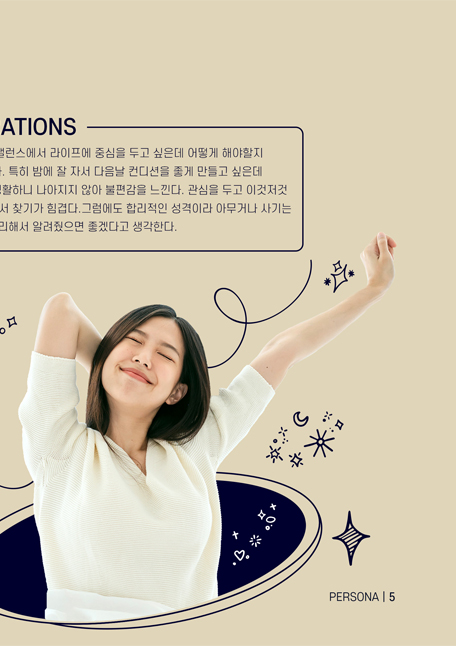 ATIONS
밸런스에서 라이프에 중심을 두고 싶은데 어떻게 해야할지
. 특히 밤에 잘 자서 다음날 컨디션을 좋게 만들고 싶은데
활하니 나아지지 않아 불편감을 느낀다. 관심을 두고 이것저것
서 찾기가 힘겹다.그럼에도 합리적인 성격이라 아무거나 사기는
리해서 알려줬으면 좋겠다고 생각한다.
PERSONA | 5